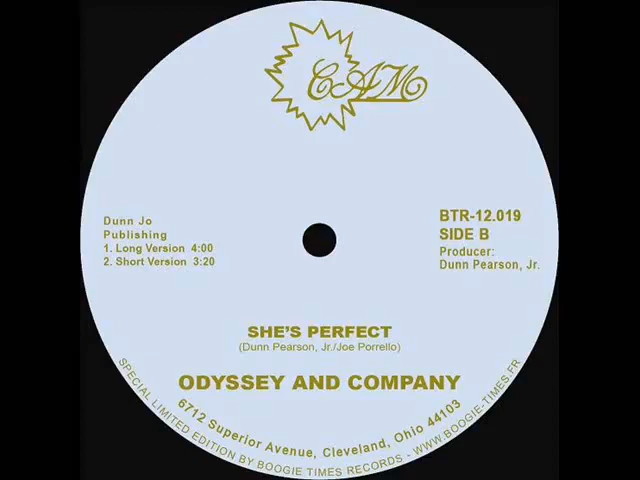 CAM
Dunn Jo
Publishing
1. Long Version 4:00
2. Short Version 3:20
BTR-12.019
SIDE B
Producer:
Dunn Pearson, Jr.
SHE'S PERFECT
(Dunn Pearson, Jr./Joe Porrello)
ODYSSEY AND COMPANY
6712 Superior Avenue, Cleveland, Ohio 44103
SPECIAL LIMITED EDITION BY BOOGIE TIMES RECORDS - WWW.BOOGIE-TIMES.FR